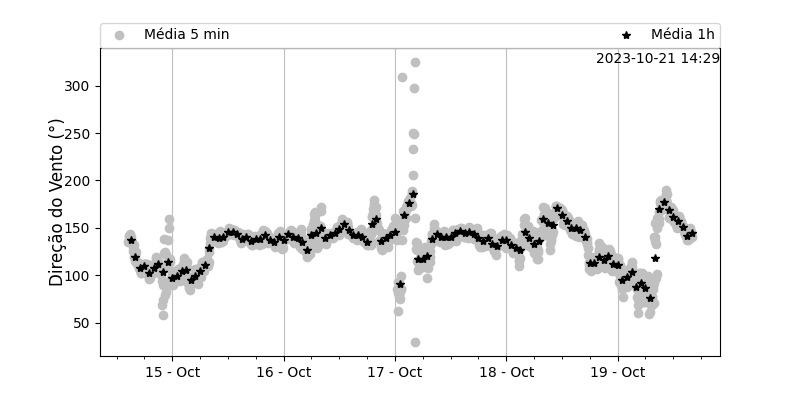 Média 5 min
Média 1h
2023-10-21 14:29
Direção do Vento (°)
300
250
200
150
100
50
15 - Oct
16 - Oct
17 - Oct
18 - Oct
19 - Oct